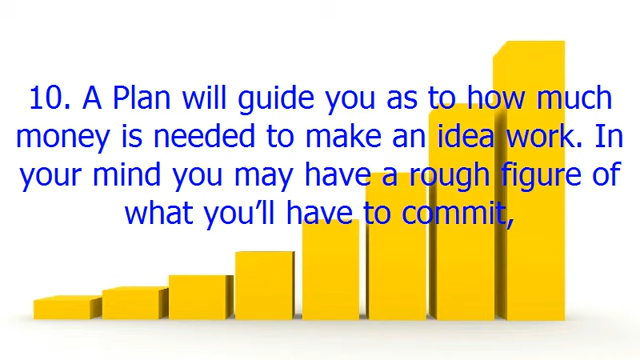 10. A Plan will guide you as to how much
money is needed to make an idea work. In
your mind you may have a rough figure of
what you’ll have to commit,